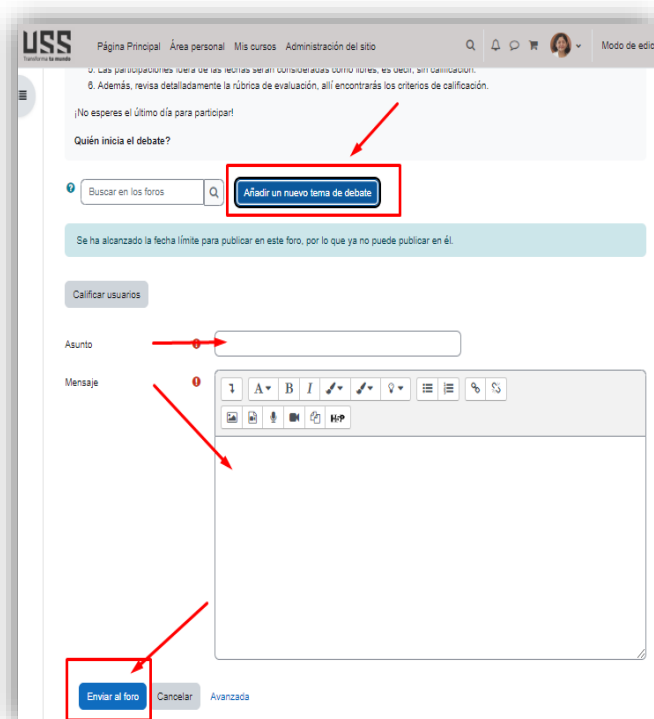 USS
Transforma tu mundo
Página Principal Área personal Mis cursos Administración del sitio
Modo de edic
5. Las participaciones fuera de las fechas serán consideradas como libres, es decir, sin calificación.
6. Además, revisa detalladamente la rúbrica de evaluación, allí encontrarás los criterios de calificación.
¡No esperes el último día para participar!
Quién inicia el debate?
Buscar en los foros
Añadir un nuevo tema de debate
Se ha alcanzado la fecha límite para publicar en este foro, por lo que ya no puede publicar en él.
Calificar usuarios
Asunto
Mensaje
A B I
H-P
Enviar al foro Cancelar Avanzada